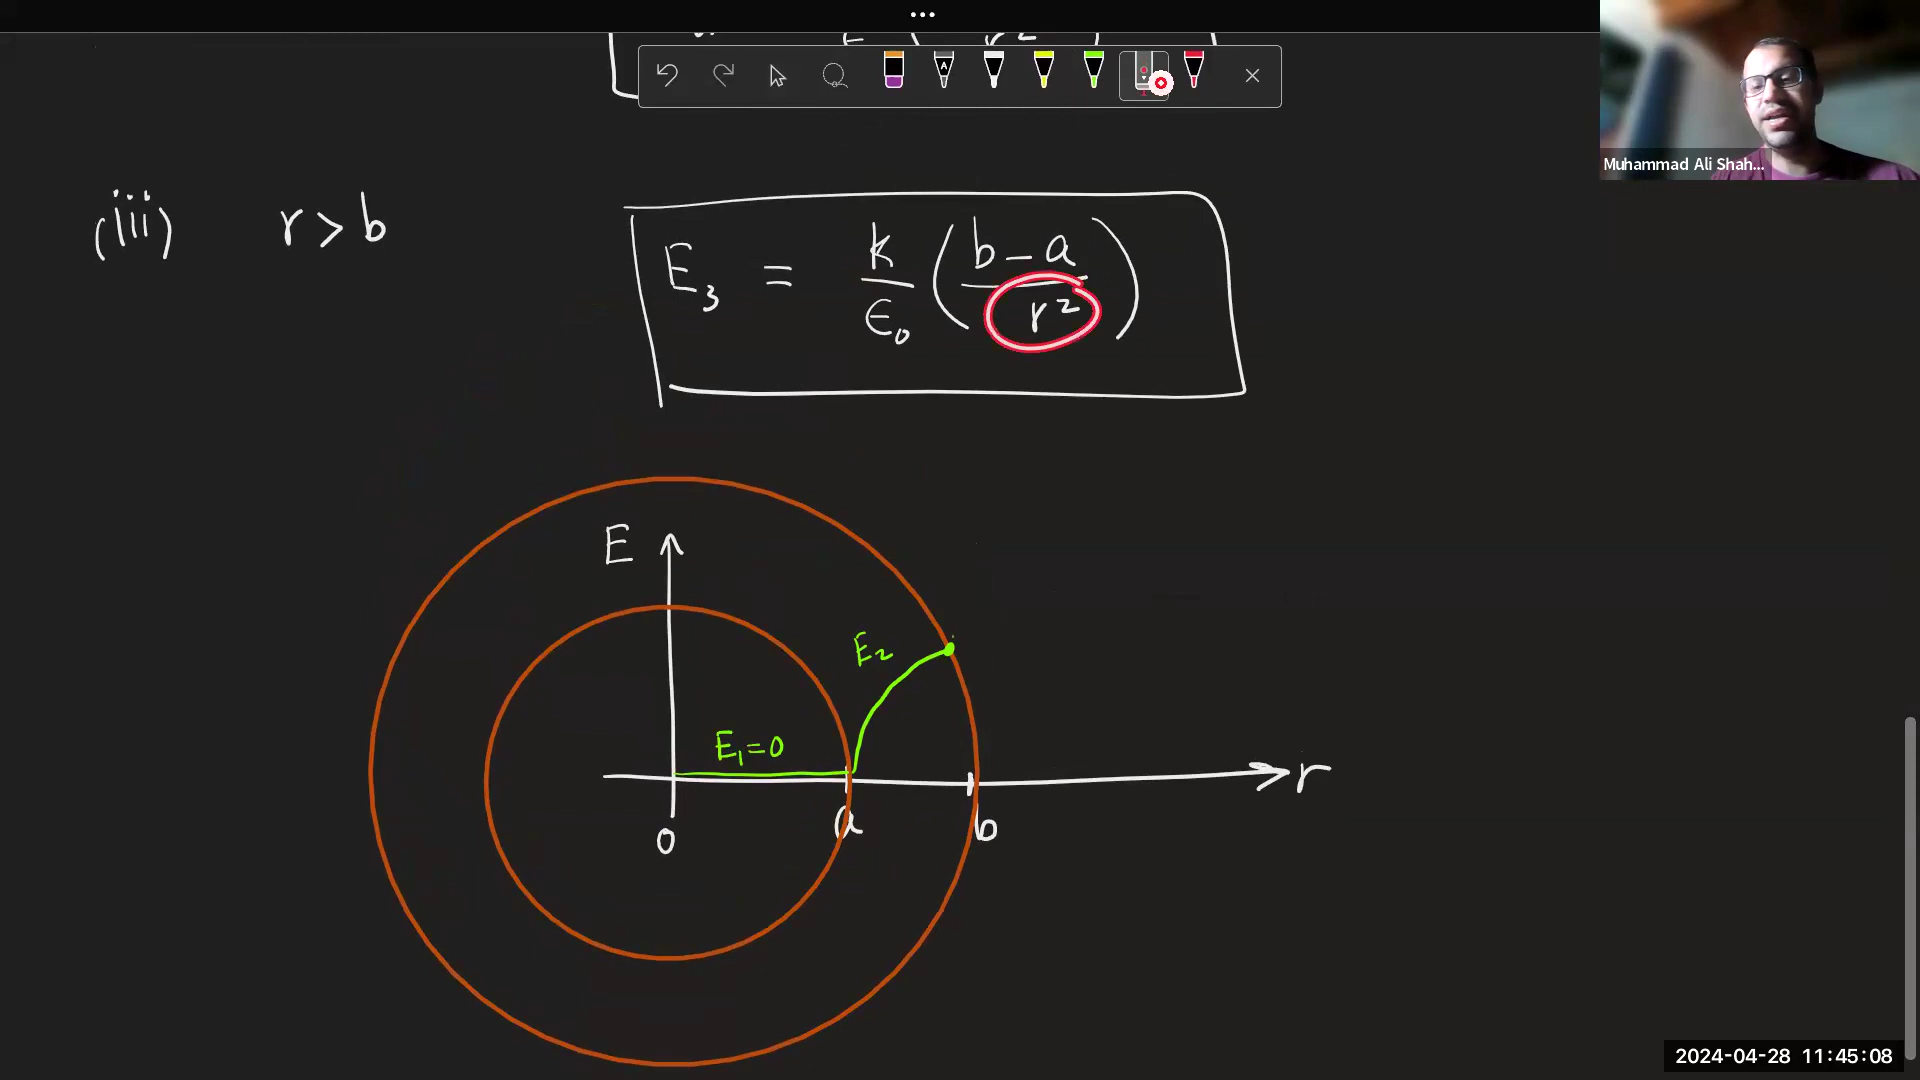 ...
Muhammad Ali Shah...
(iii) r > b
E₃ = k/ϵ₀ ( b – a / r² )
E
E₂
E₁ = 0
r
0 a b
2024-04-28 11:45:08